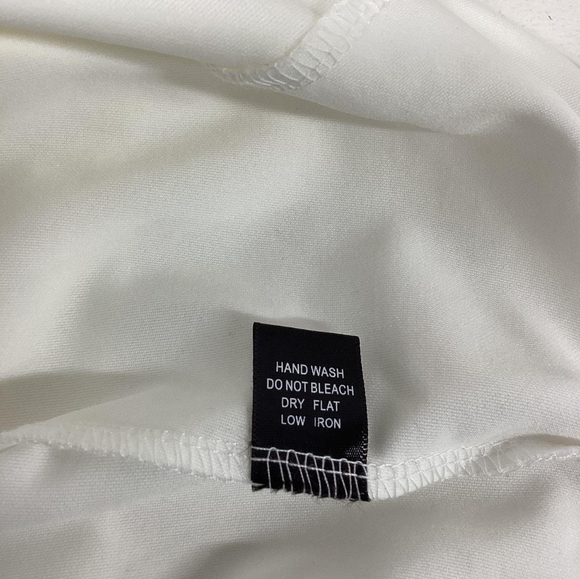 HAND WASH
DO NOT BLEACH
DRY FLAT
LOW IRON